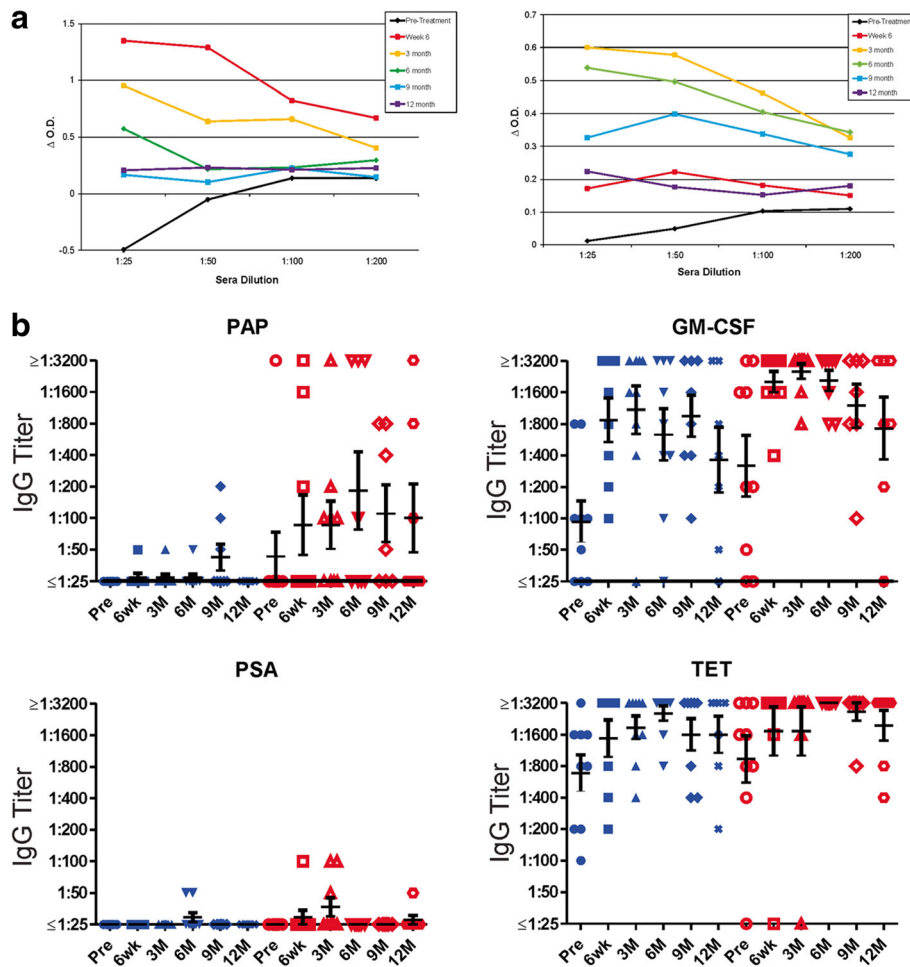 a
1.5
1
0.5
0
-0.5
Δ O.D.
1:25
1:50
1:100
1:200
Sera Dilution
Pre-Treatment
Week 6
3 month
6 month
9 month
12 month
0.7
0.6
0.5
0.4
0.3
0.2
0.1
0
Δ O.D.
1:25
1:50
1:100
1:200
Sera Dilution
Pre-Treatment
Week 6
3 month
6 month
9 month
12 month
b
PAP
IgG Titer
≥1:3200
1:1600
1:800
1:400
1:200
1:100
1:50
≤1:25
Pre 6wk 3M 6M 9M 12M Pre 6wk 3M 6M 9M 12M
GM-CSF
IgG Titer
≥1:3200
1:1600
1:800
1:400
1:200
1:100
1:50
≤1:25
Pre 6wk 3M 6M 9M 12M Pre 6wk 3M 6M 9M 12M
PSA
IgG Titer
≥1:3200
1:1600
1:800
1:400
1:200
1:100
1:50
≤1:25
Pre 6wk 3M 6M 9M 12M Pre 6wk 3M 6M 9M 12M
TET
IgG Titer
≥1:3200
1:1600
1:800
1:400
1:200
1:100
1:50
≤1:25
Pre 6wk 3M 6M 9M 12M Pre 6wk 3M 6M 9M 12M